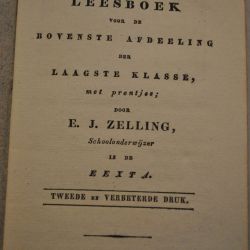 LEESBOEK
VOOR DE
BOVENSTE AFDEELING
DER
LAAGSTE KLASSE,
met prentjes;
DOOR
E. J. ZELLING,
Schoolonderwijzer
IN DE
EEXTA.
TWEEDE EN VERBETERDE DRUK.